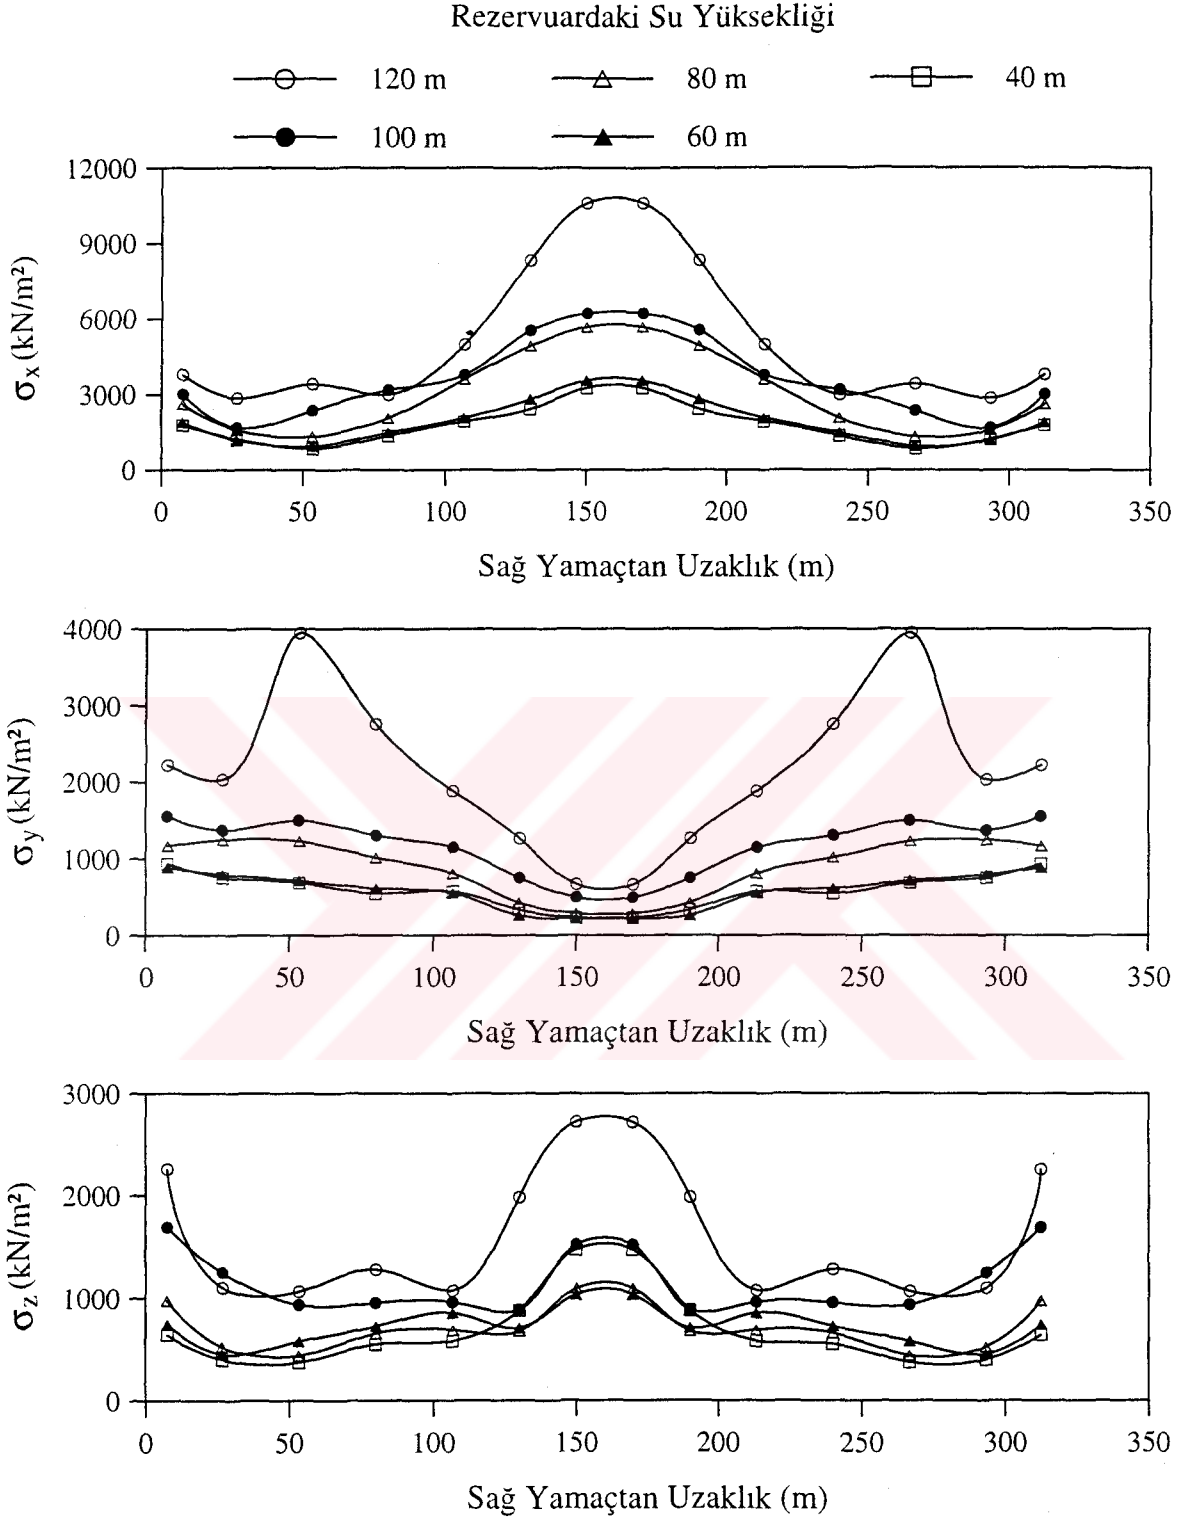 Rezervuardaki Su Yüksekliği
120 m 80 m 40 m
100 m 60 m
12000
9000
6000
3000
0
σx (kN/m²)
0 50 100 150 200 250 300 350
Sağ Yamaçtan Uzaklık (m)
4000
3000
2000
1000
0
σy (kN/m²)
0 50 100 150 200 250 300 350
Sağ Yamaçtan Uzaklık (m)
3000
2000
1000
0
σz (kN/m²)
0 50 100 150 200 250 300 350
Sağ Yamaçtan Uzaklık (m)